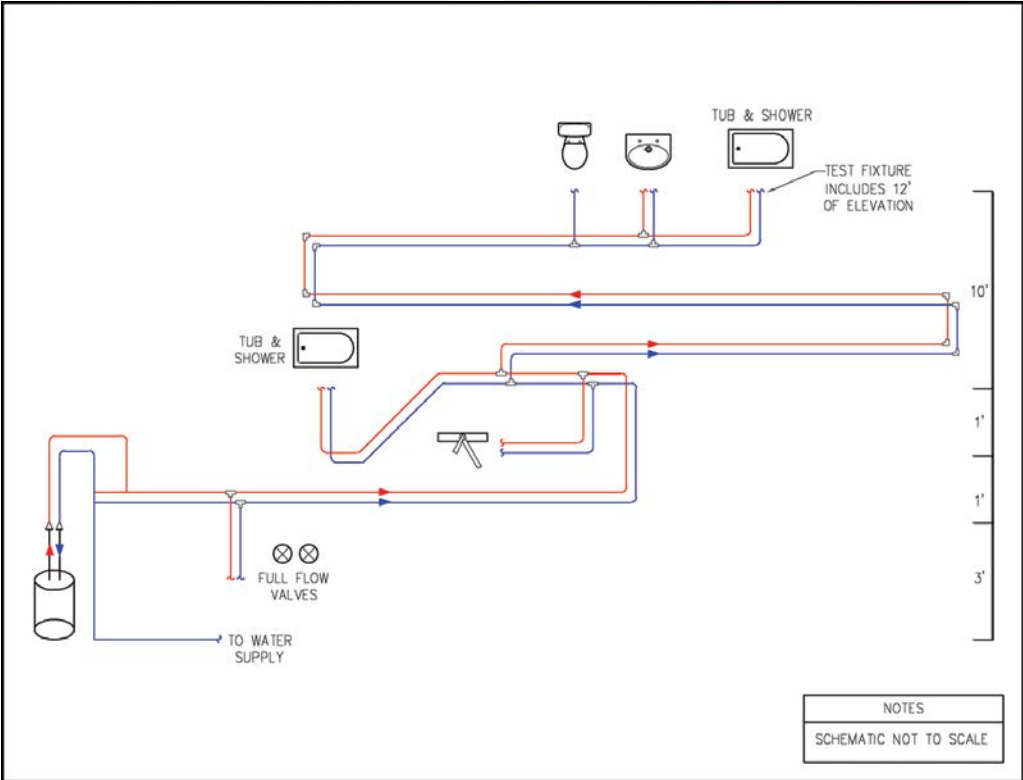 TUB & SHOWER
TEST FIXTURE
INCLUDES 12"
OF ELEVATION
10'
TUB &
SHOWER
1'
1'
FULL FLOW
VALVES
3'
TO WATER
SUPPLY
NOTES
SCHEMATIC NOT TO SCALE